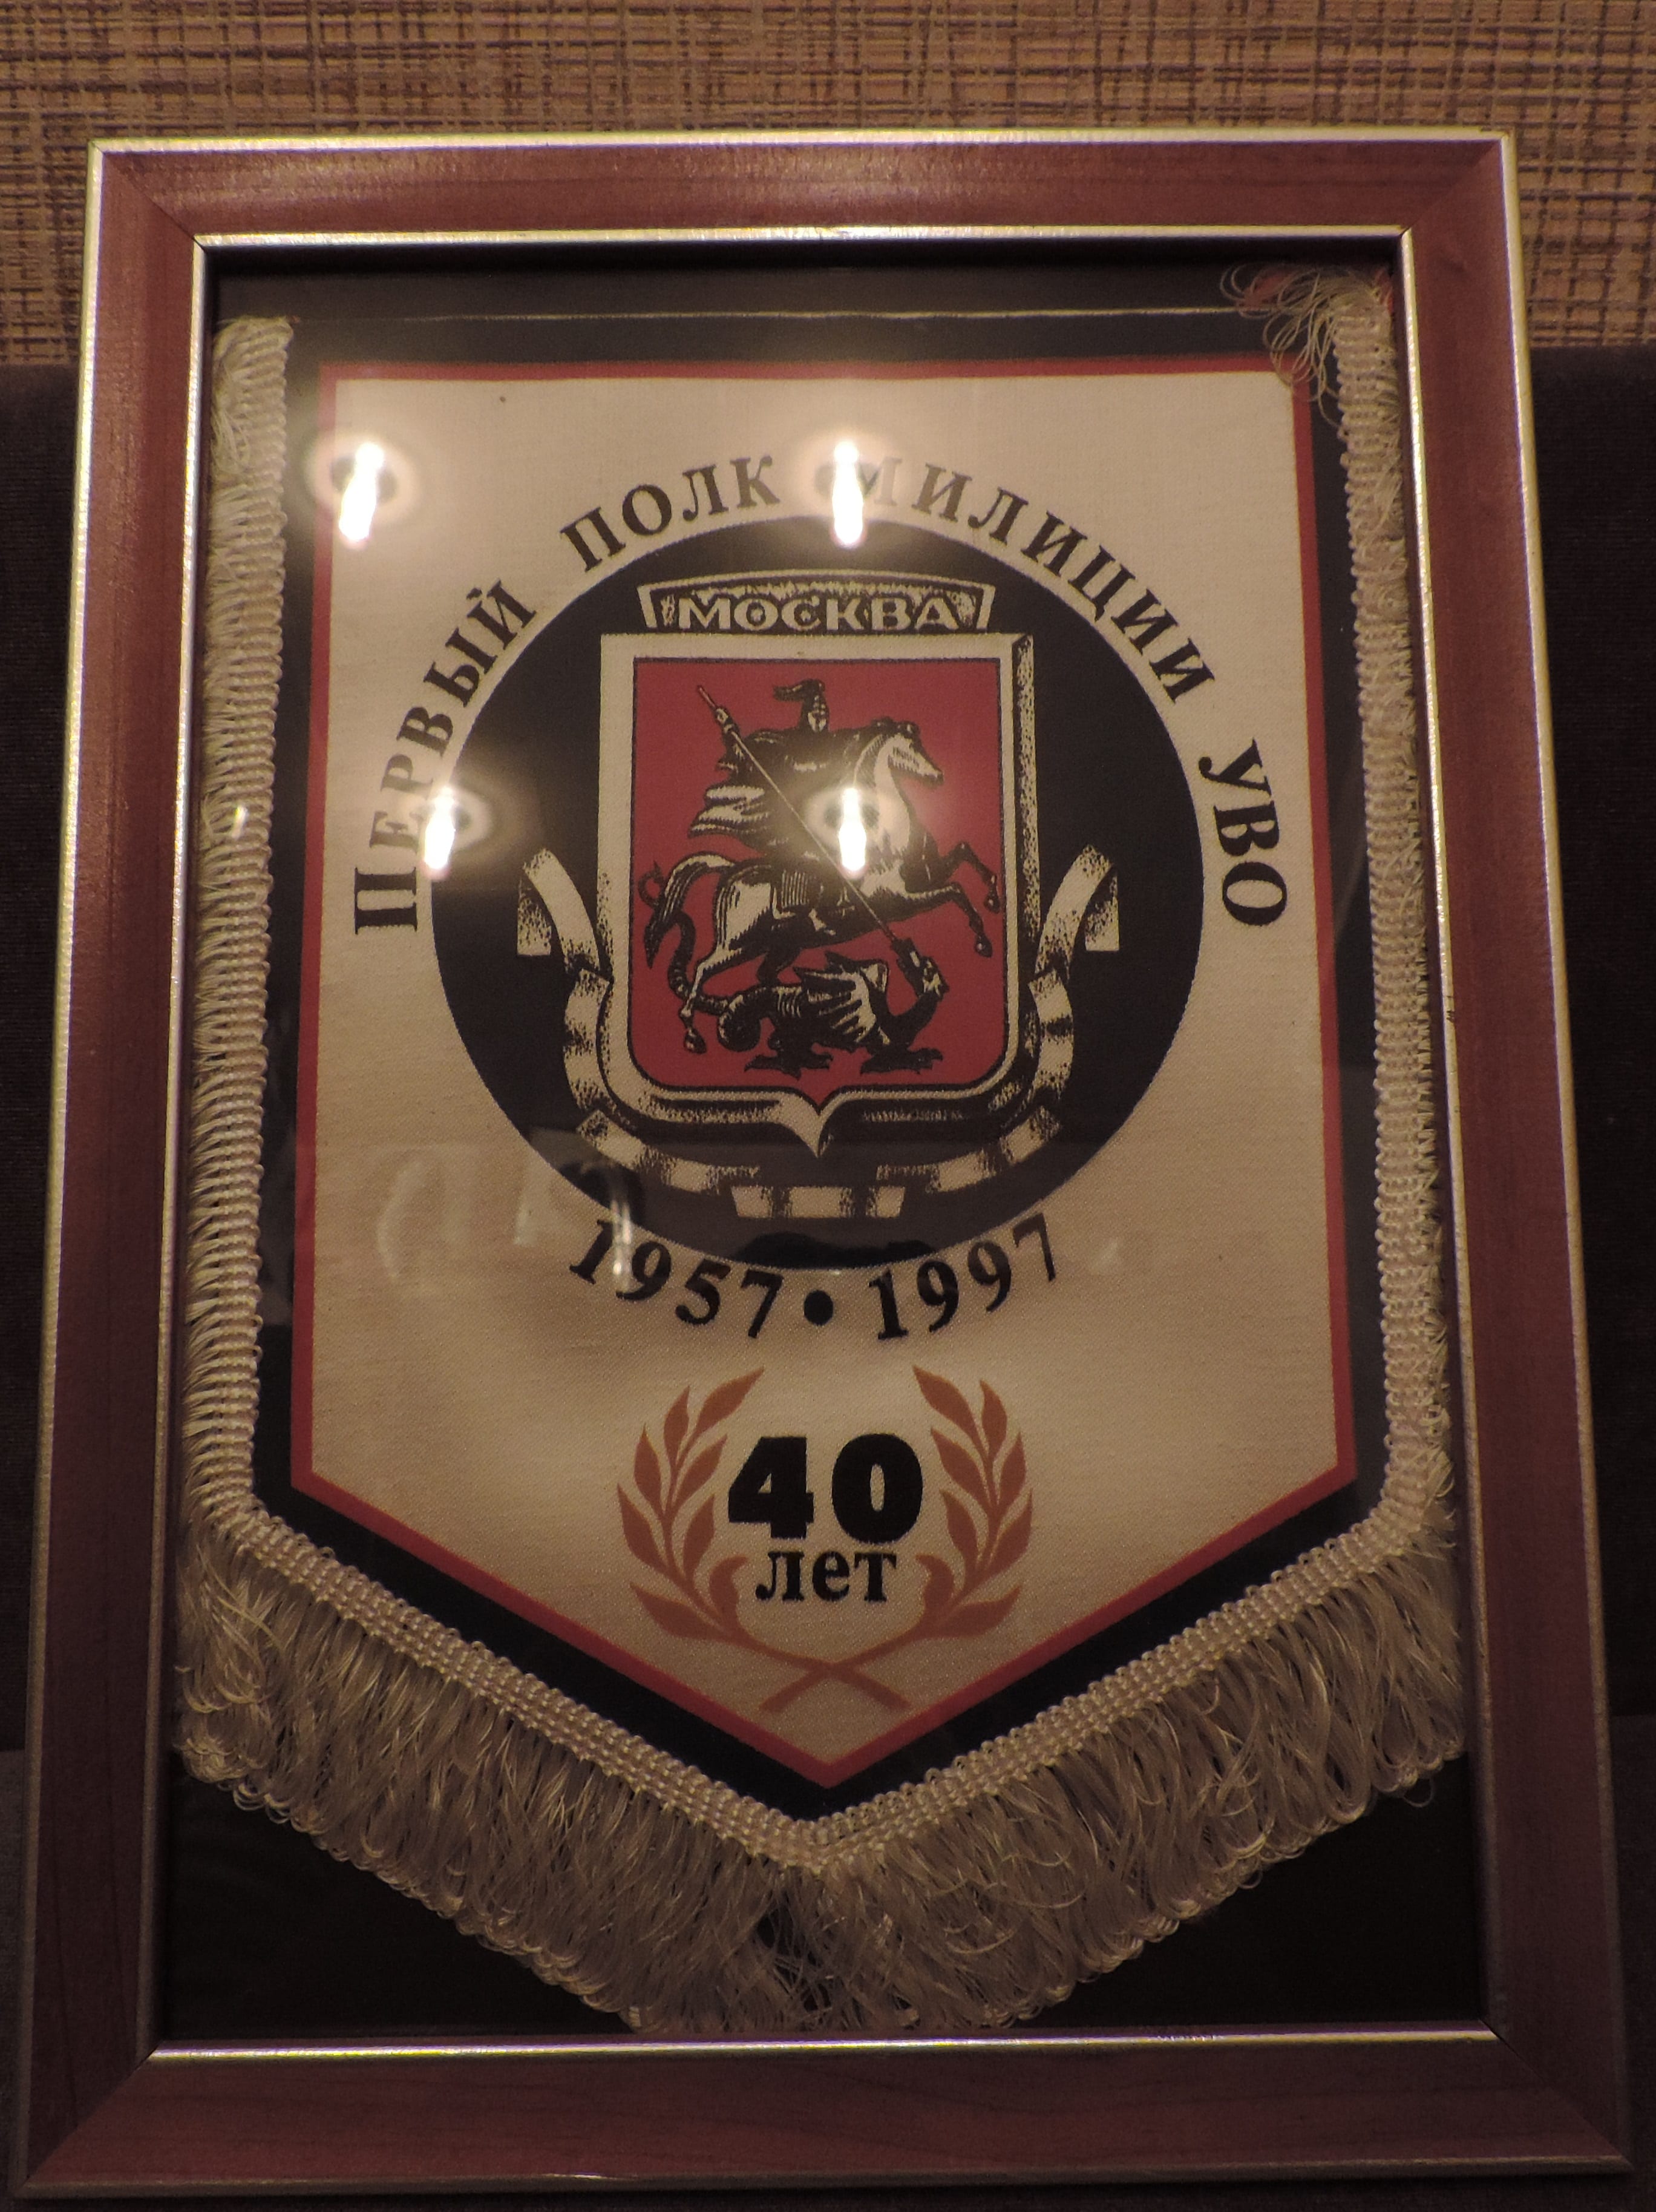 ПЕРВЫЙ ПОЛК МИЛИЦИИ УВО
МОСКВА
1957 • 1997
40
лет